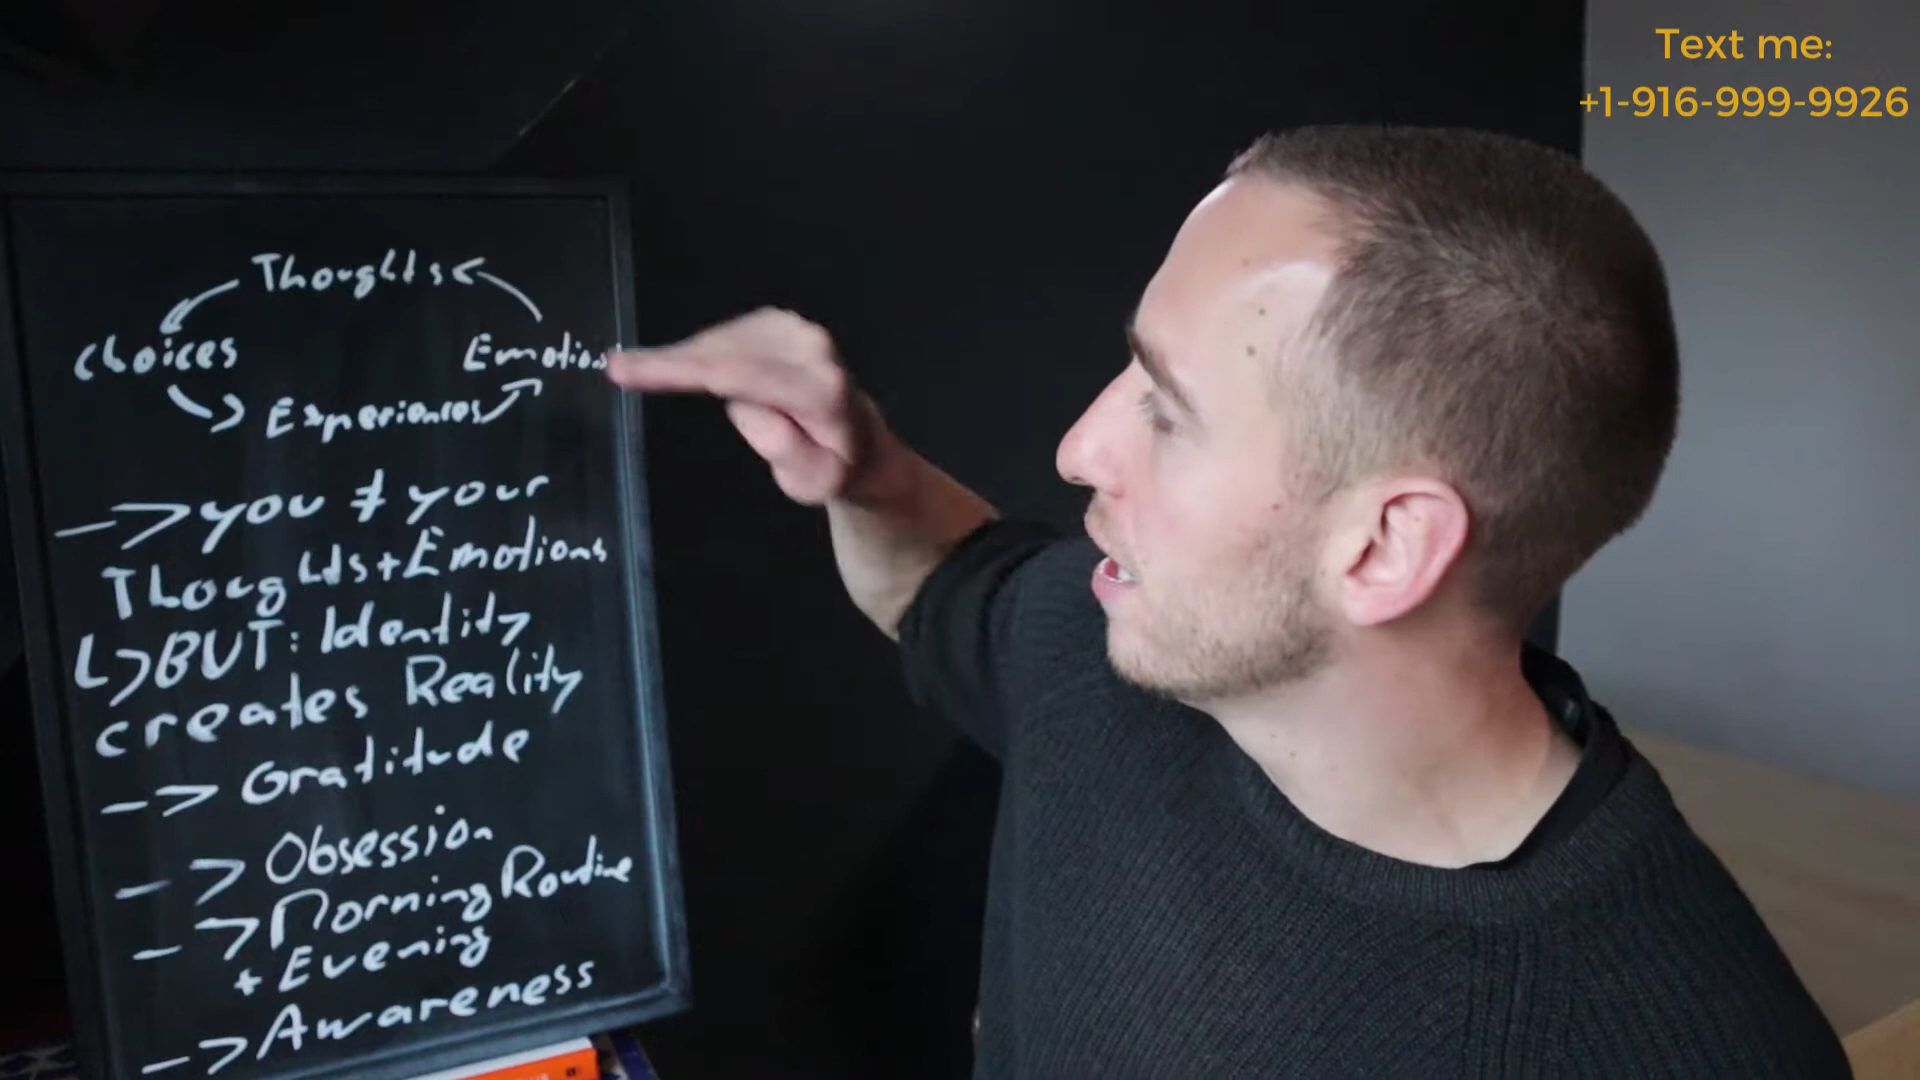 Text me:
+1-916-999-9926
Thoughts
Choices
Emotions
Experiences
you ≠ your
Thoughts + Emotions
BUT: Identity
creates Reality
Gratitude
Obsession
Morning Routine
+ Evening
Awareness